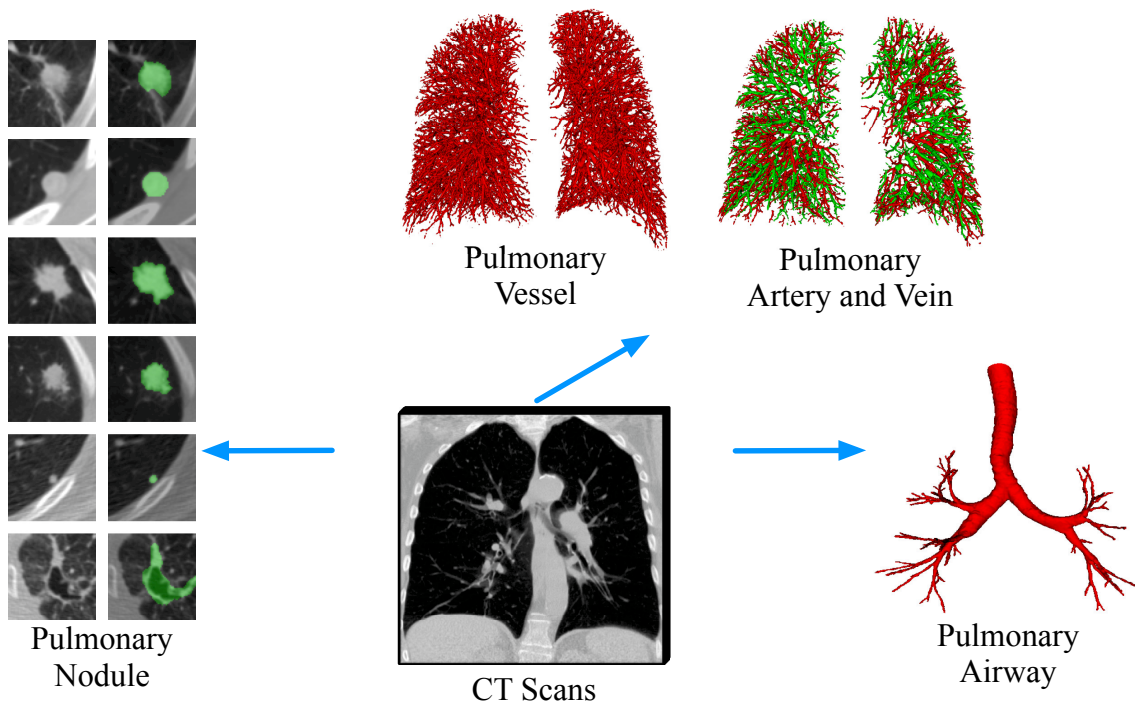 Pulmonary
Vessel
Pulmonary
Artery and Vein
Pulmonary
Nodule
CT Scans
Pulmonary
Airway